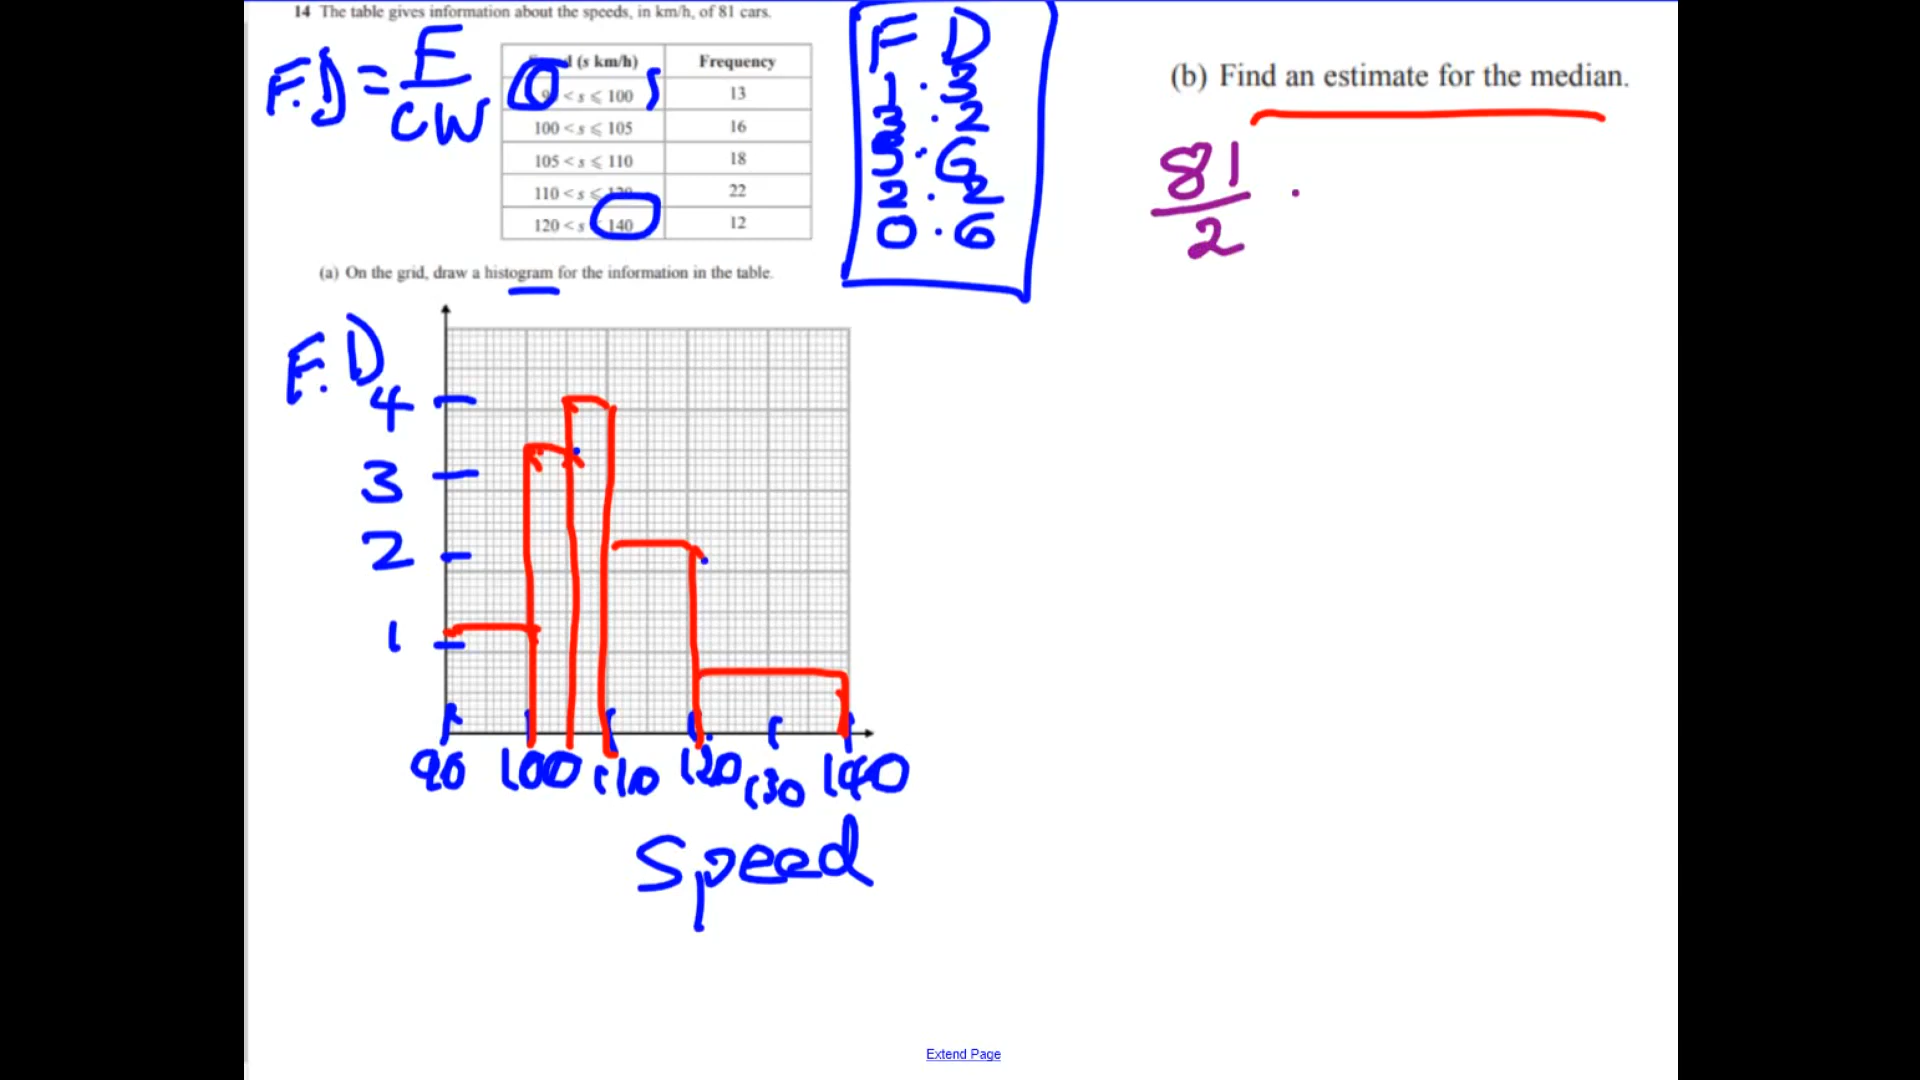 14 The table gives information about the speeds, in km/h, of 81 cars.
F.D = F
CW
(s km/h) Frequency
< s ⩽ 100 13
100 < s ⩽ 105 16
105 < s ⩽ 110 18
110 < s ⩽ 120 22
120 < s 140 12
(a) On the grid, draw a histogram for the information in the table.
F D
1.3
3.2
3.6
2.2
0.6
(b) Find an estimate for the median.
81
2
F.D
4
3
2
1
90 100 110 120 130 140
Speed
Extend Page